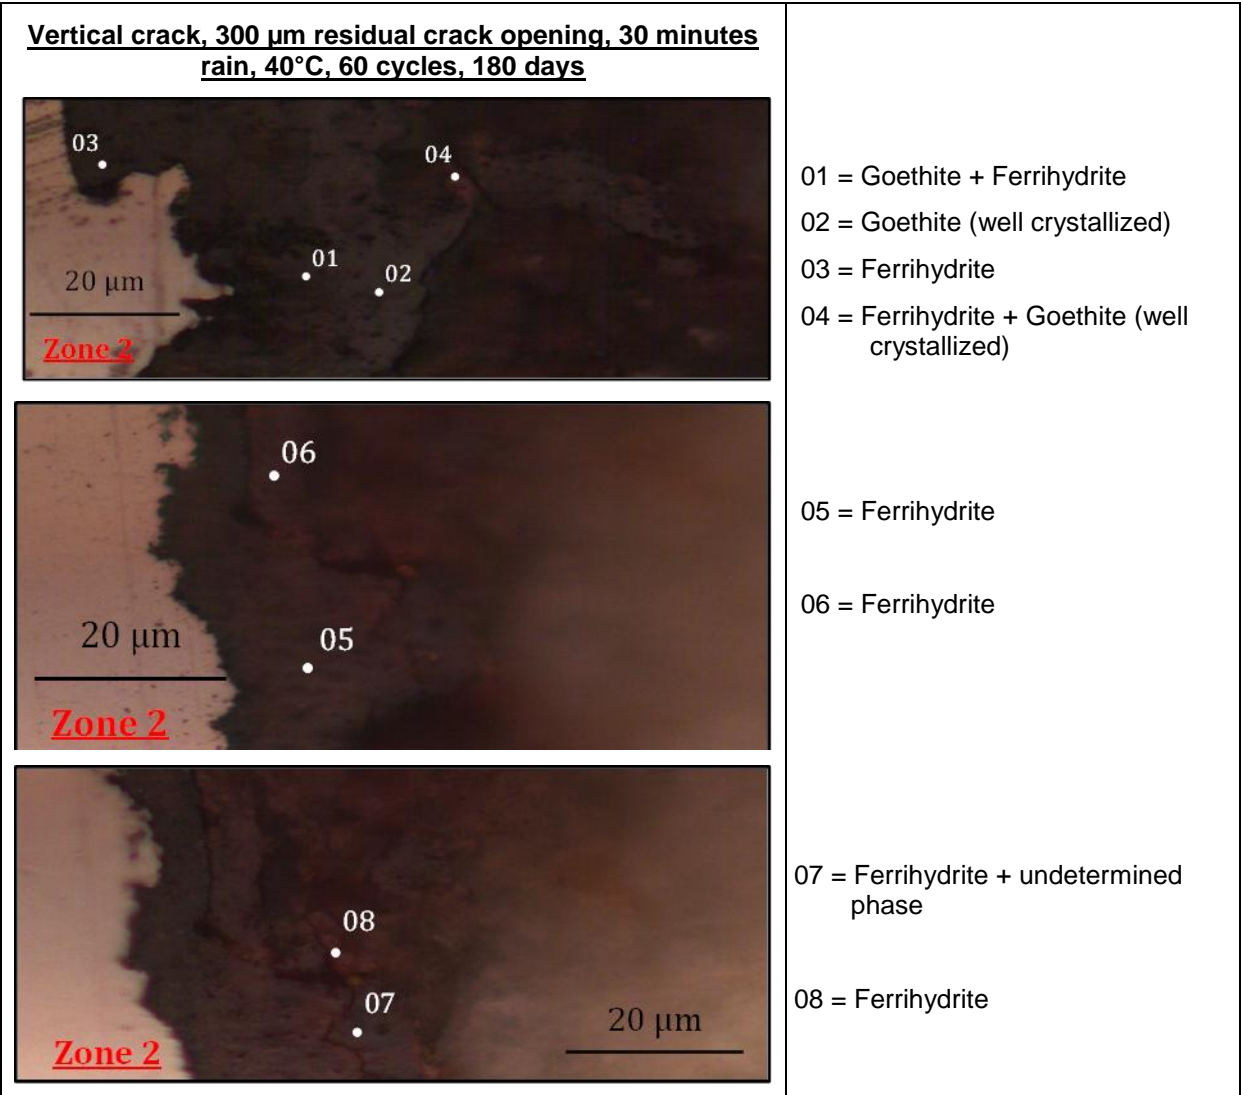 Vertical crack, 300 µm residual crack opening, 30 minutes
rain, 40°C, 60 cycles, 180 days
03
04
01
02
20 µm
Zone 2
01 = Goethite + Ferrihydrite
02 = Goethite (well crystallized)
03 = Ferrihydrite
04 = Ferrihydrite + Goethite (well
crystallized)
06
05
20 µm
Zone 2
05 = Ferrihydrite
06 = Ferrihydrite
08
07
20 µm
Zone 2
07 = Ferrihydrite + undetermined
phase
08 = Ferrihydrite